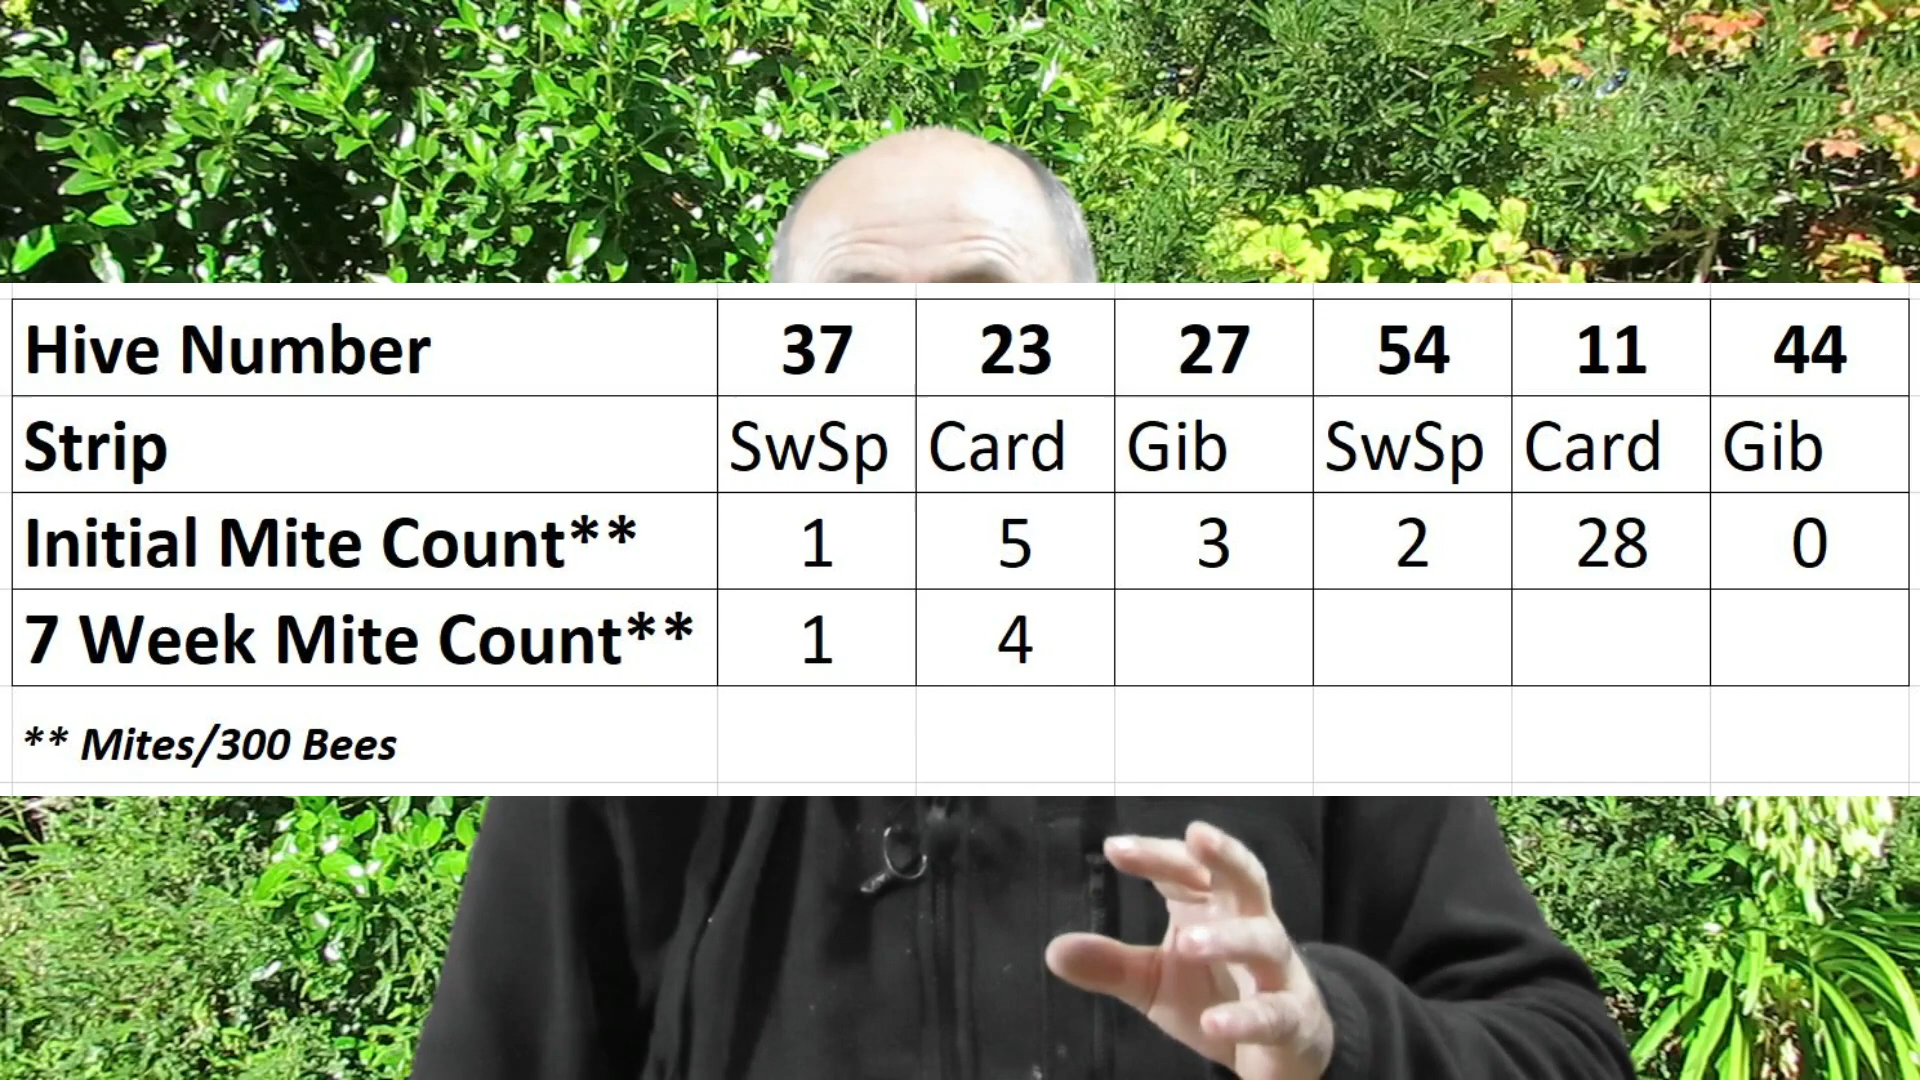 Hive Number 37 23 27 54 11 44
Strip SwSp Card Gib SwSp Card Gib
Initial Mite Count** 1 5 3 2 28 0
7 Week Mite Count** 1 4
** Mites/300 Bees